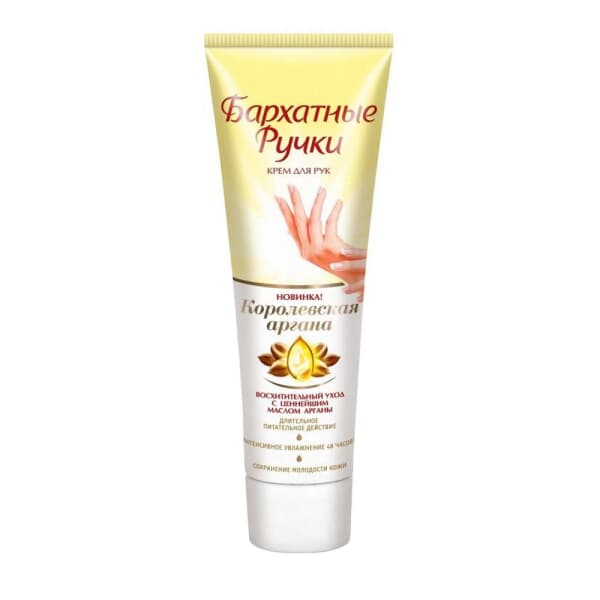 Бархатные
Ручки
КРЕМ ДЛЯ РУК
НОВИНКА!
Королевская
аргана
ВОСХИТИТЕЛЬНЫЙ УХОД
С ЦЕННЕЙШИМ
МАСЛОМ АРГАНЫ
ДЛИТЕЛЬНОЕ
ПИТАТЕЛЬНОЕ ДЕЙСТВИЕ
ИНТЕНСИВНОЕ УВЛАЖНЕНИЕ 48 ЧАСОВ
СОХРАНЕНИЕ МОЛОДОСТИ КОЖИ